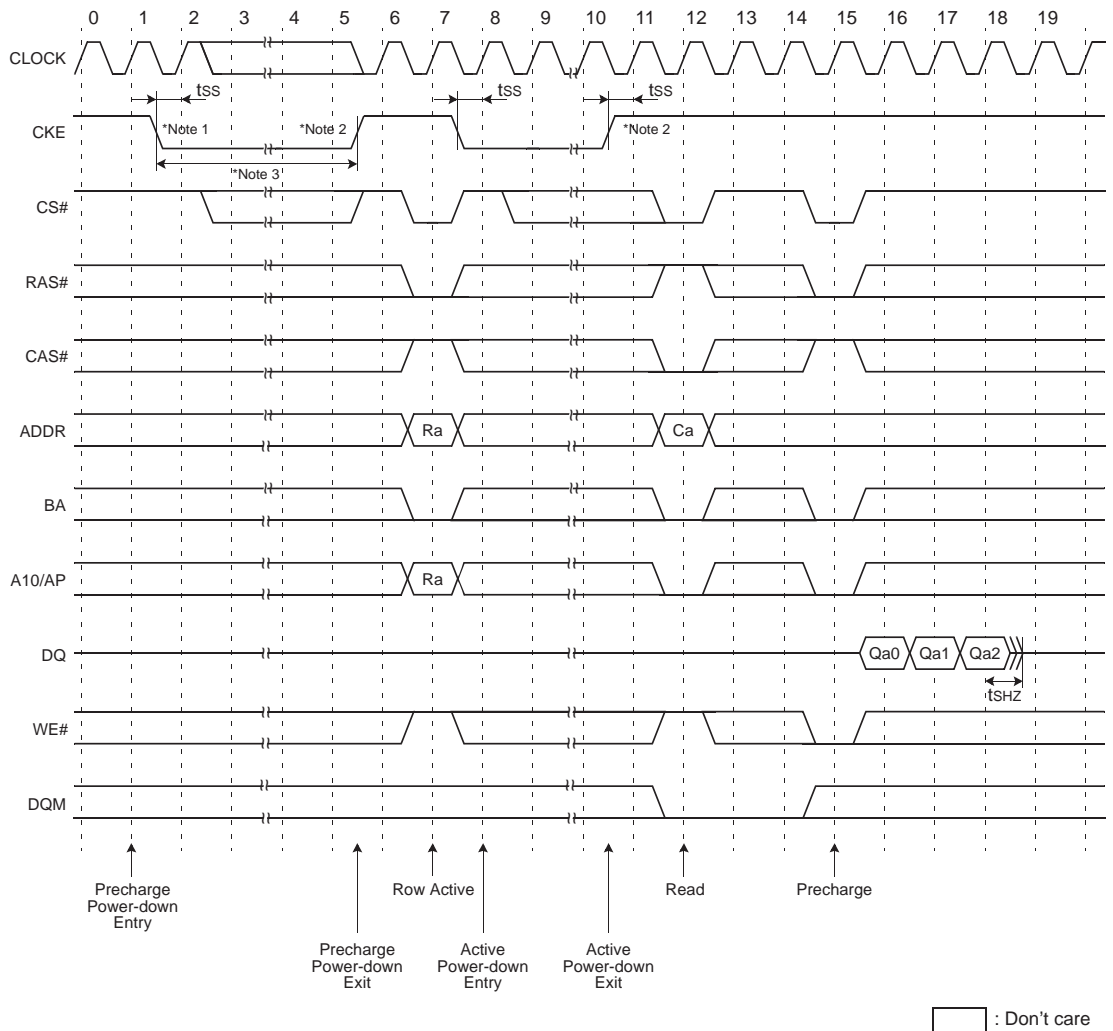 0 1 2 3 4 5 6 7 8 9 10 11 12 13 14 15 16 17 18 19
CLOCK
tSS tSS tSS
CKE *Note 1 *Note 2 *Note 2
*Note 3
CS#
RAS#
CAS#
ADDR Ra Ca
BA
A10/AP Ra
DQ Qa0 Qa1 Qa2
tSHZ
WE#
DQM
Precharge
Power-down
Entry
Precharge
Power-down
Exit
Row Active
Active
Power-down
Entry
Active
Power-down
Exit
Read
Precharge
: Don't care